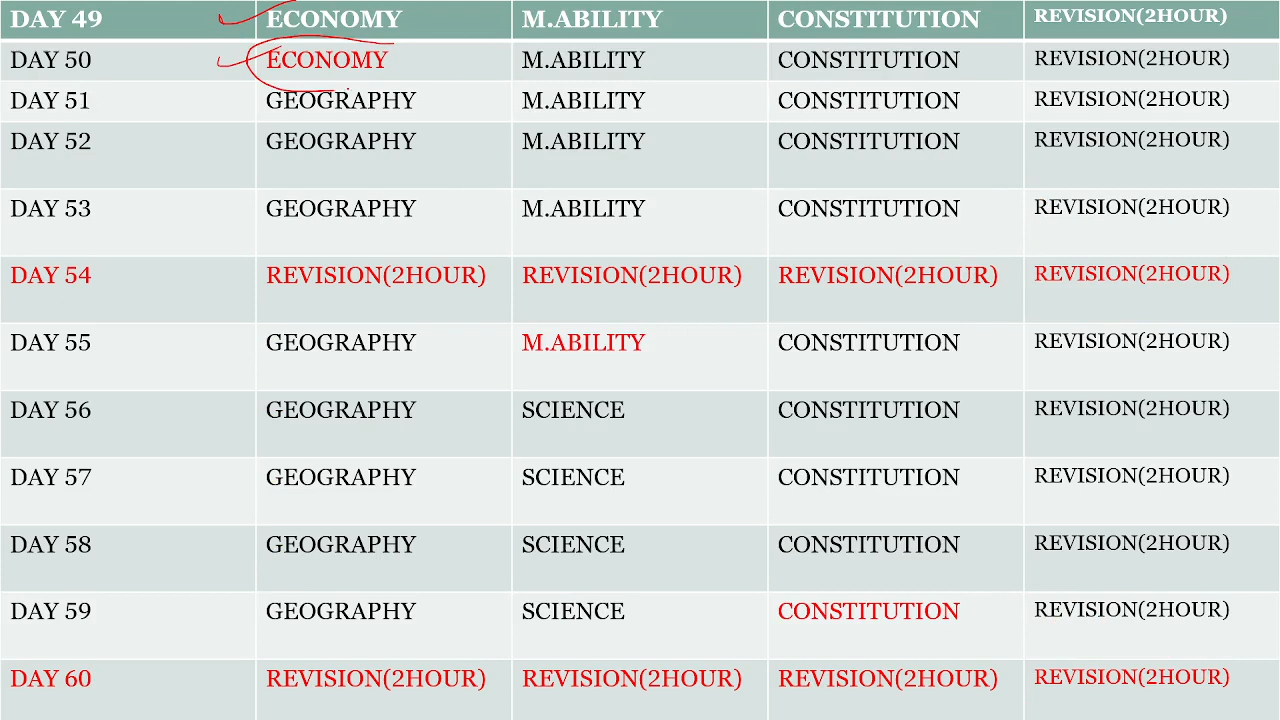 DAY 49 ECONOMY M.ABILITY CONSTITUTION REVISION(2HOUR)
DAY 50 ECONOMY M.ABILITY CONSTITUTION REVISION(2HOUR)
DAY 51 GEOGRAPHY M.ABILITY CONSTITUTION REVISION(2HOUR)
DAY 52 GEOGRAPHY M.ABILITY CONSTITUTION REVISION(2HOUR)
DAY 53 GEOGRAPHY M.ABILITY CONSTITUTION REVISION(2HOUR)
DAY 54 REVISION(2HOUR) REVISION(2HOUR) REVISION(2HOUR) REVISION(2HOUR)
DAY 55 GEOGRAPHY M.ABILITY CONSTITUTION REVISION(2HOUR)
DAY 56 GEOGRAPHY SCIENCE CONSTITUTION REVISION(2HOUR)
DAY 57 GEOGRAPHY SCIENCE CONSTITUTION REVISION(2HOUR)
DAY 58 GEOGRAPHY SCIENCE CONSTITUTION REVISION(2HOUR)
DAY 59 GEOGRAPHY SCIENCE CONSTITUTION REVISION(2HOUR)
DAY 60 REVISION(2HOUR) REVISION(2HOUR) REVISION(2HOUR) REVISION(2HOUR)